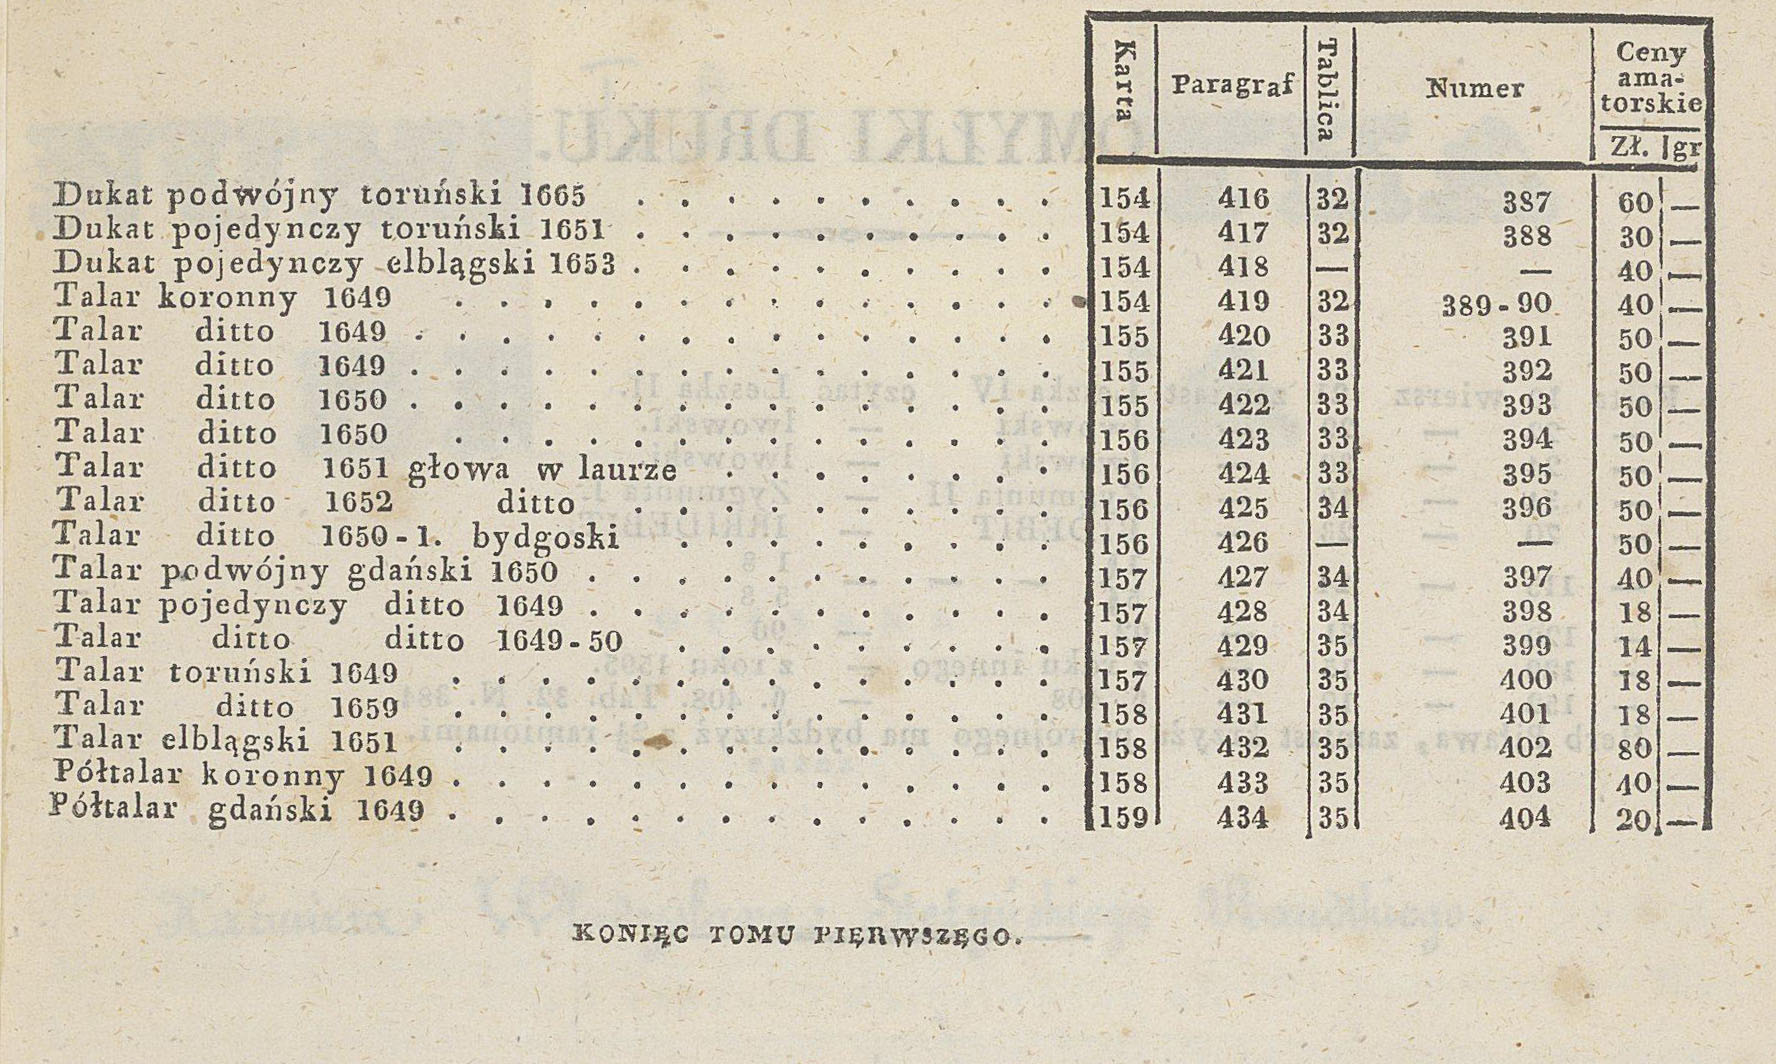 Karta Paragraf Tablica Numer Ceny ama-torskie
Zł. gr
Dukat podwójny toruński 1665 . . . . . . . . . . 154 416 32 387 60 —
Dukat pojedynczy toruński 1651 . . . . . . . . . . 154 417 32 388 30 —
Dukat pojedynczy elblągski 1653 . . . . . . . . . . 154 418 — — 40 —
Talar koronny 1649 . . . . . . . . . . . . . . 154 419 32 389-90 40 —
Talar ditto 1649 . . . . . . . . . . . . . . . 155 420 33 391 50 —
Talar ditto 1649 . . . . . . . . . . . . . . . 155 421 33 392 50 —
Talar ditto 1650 . . . . . . . . . . . . . . . 155 422 33 393 50 —
Talar ditto 1650 . . . . . . . . . . . . . . 156 423 33 394 50 —
Talar ditto 1651 głowa w laurze . . . . . . . . 156 424 33 395 50 —
Talar ditto 1652 ditto . . . . . . . . . . 156 425 34 396 50 —
Talar ditto 1650-1. bydgoski . . . . . . . . . 156 426 — — 50 —
Talar podwójny gdański 1650 . . . . . . . . . . . 157 427 34 397 40 —
Talar pojedynczy ditto 1649 . . . . . . . . . . . 157 428 34 398 18 —
Talar ditto ditto 1649-50 . . . . . . . . . 157 429 35 399 14 —
Talar toruński 1649 . . . . . . . . . . . . . . 157 430 35 400 18 —
Talar ditto 1659 . . . . . . . . . . . . . . 158 431 35 401 18 —
Talar elblągski 1651 . . . . . . . . . . . . . . 158 432 35 402 80 —
Półtalar koronny 1649 . . . . . . . . . . . . . . 158 433 35 403 40 —
Półtalar gdański 1649 . . . . . . . . . . . . . . 159 434 35 404 20 —
KONIĘC TOMU PIĘRWSZĘGO.